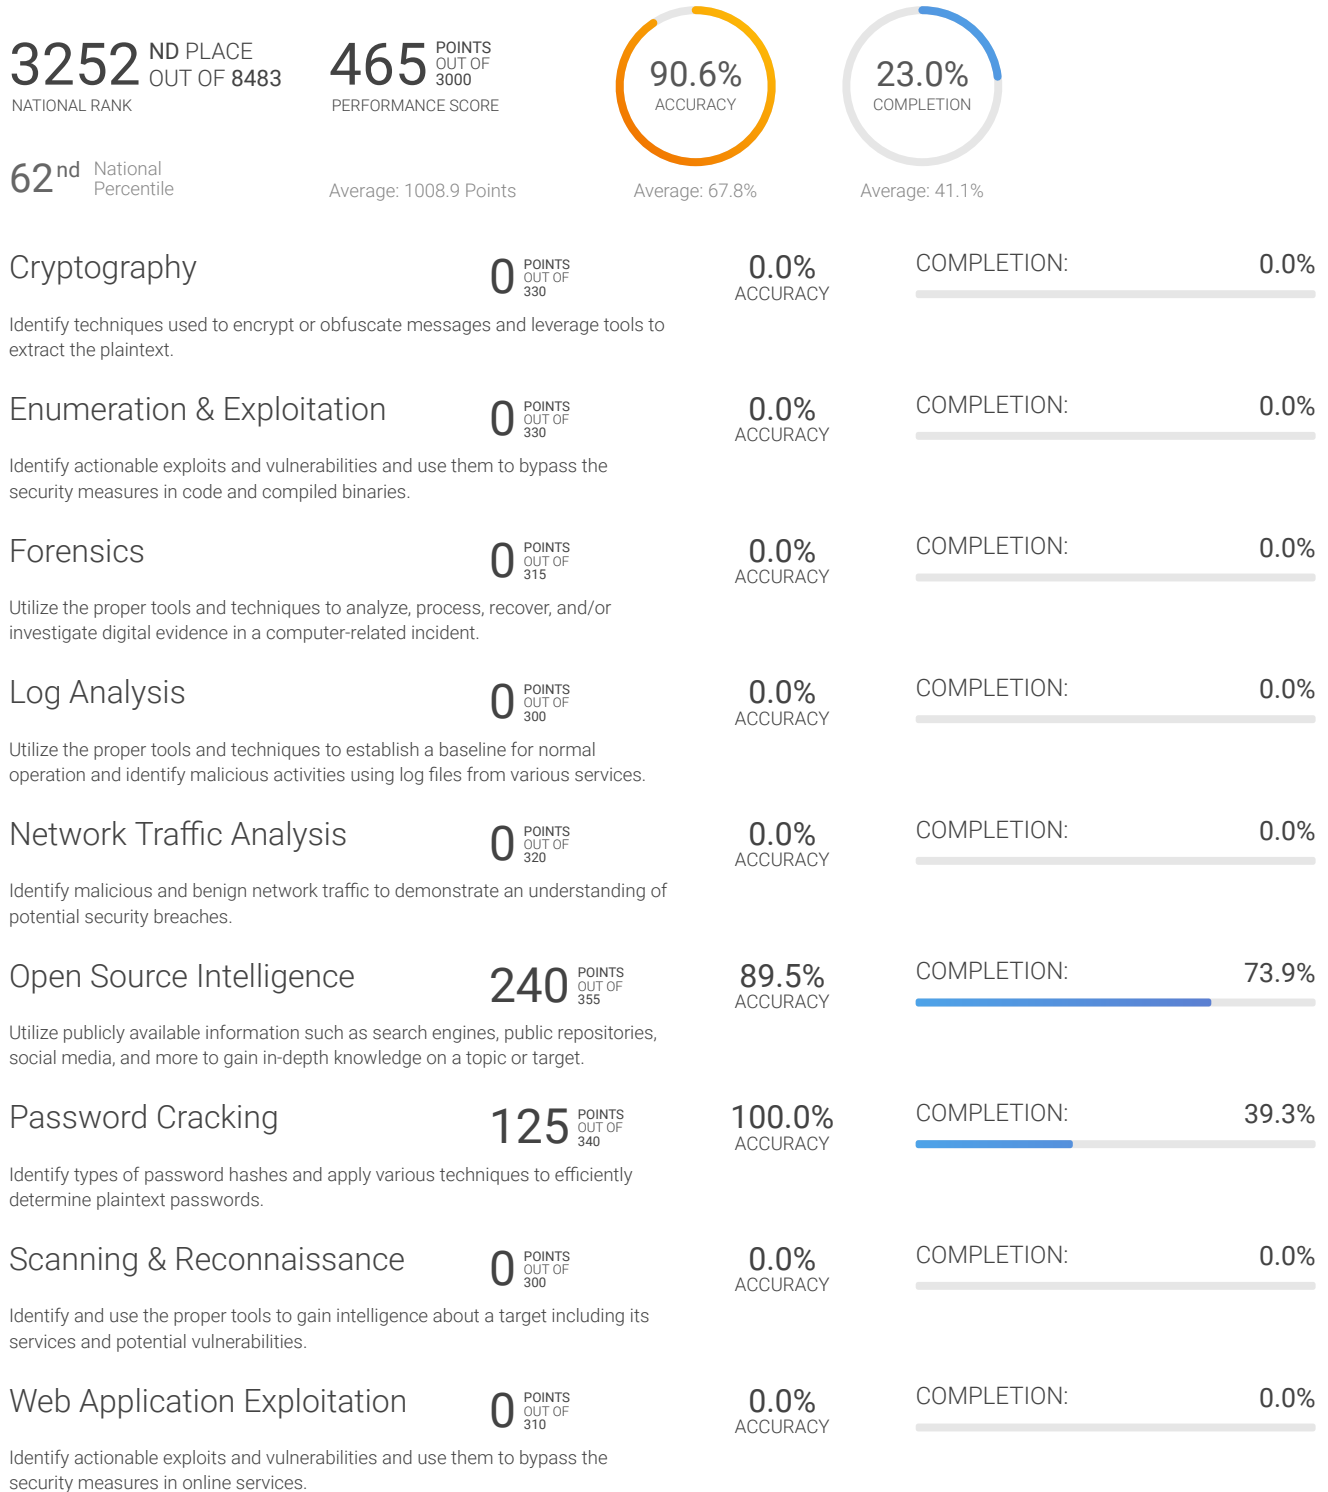 3252 ND PLACE
OUT OF 8483
NATIONAL RANK
465 POINTS
OUT OF
3000
PERFORMANCE SCORE
90.6%
ACCURACY
23.0%
COMPLETION
62nd National
Percentile
Average: 1008.9 Points
Average: 67.8%
Average: 41.1%
Cryptography
0 POINTS
OUT OF
330
0.0%
ACCURACY
COMPLETION: 0.0%
Identify techniques used to encrypt or obfuscate messages and leverage tools to
extract the plaintext.
Enumeration & Exploitation
0 POINTS
OUT OF
330
0.0%
ACCURACY
COMPLETION: 0.0%
Identify actionable exploits and vulnerabilities and use them to bypass the
security measures in code and compiled binaries.
Forensics
0 POINTS
OUT OF
315
0.0%
ACCURACY
COMPLETION: 0.0%
Utilize the proper tools and techniques to analyze, process, recover, and/or
investigate digital evidence in a computer-related incident.
Log Analysis
0 POINTS
OUT OF
300
0.0%
ACCURACY
COMPLETION: 0.0%
Utilize the proper tools and techniques to establish a baseline for normal
operation and identify malicious activities using log files from various services.
Network Traffic Analysis
0 POINTS
OUT OF
320
0.0%
ACCURACY
COMPLETION: 0.0%
Identify malicious and benign network traffic to demonstrate an understanding of
potential security breaches.
Open Source Intelligence
240 POINTS
OUT OF
355
89.5%
ACCURACY
COMPLETION: 73.9%
Utilize publicly available information such as search engines, public repositories,
social media, and more to gain in-depth knowledge on a topic or target.
Password Cracking
125 POINTS
OUT OF
340
100.0%
ACCURACY
COMPLETION: 39.3%
Identify types of password hashes and apply various techniques to efficiently
determine plaintext passwords.
Scanning & Reconnaissance
0 POINTS
OUT OF
300
0.0%
ACCURACY
COMPLETION: 0.0%
Identify and use the proper tools to gain intelligence about a target including its
services and potential vulnerabilities.
Web Application Exploitation
0 POINTS
OUT OF
310
0.0%
ACCURACY
COMPLETION: 0.0%
Identify actionable exploits and vulnerabilities and use them to bypass the
security measures in online services.